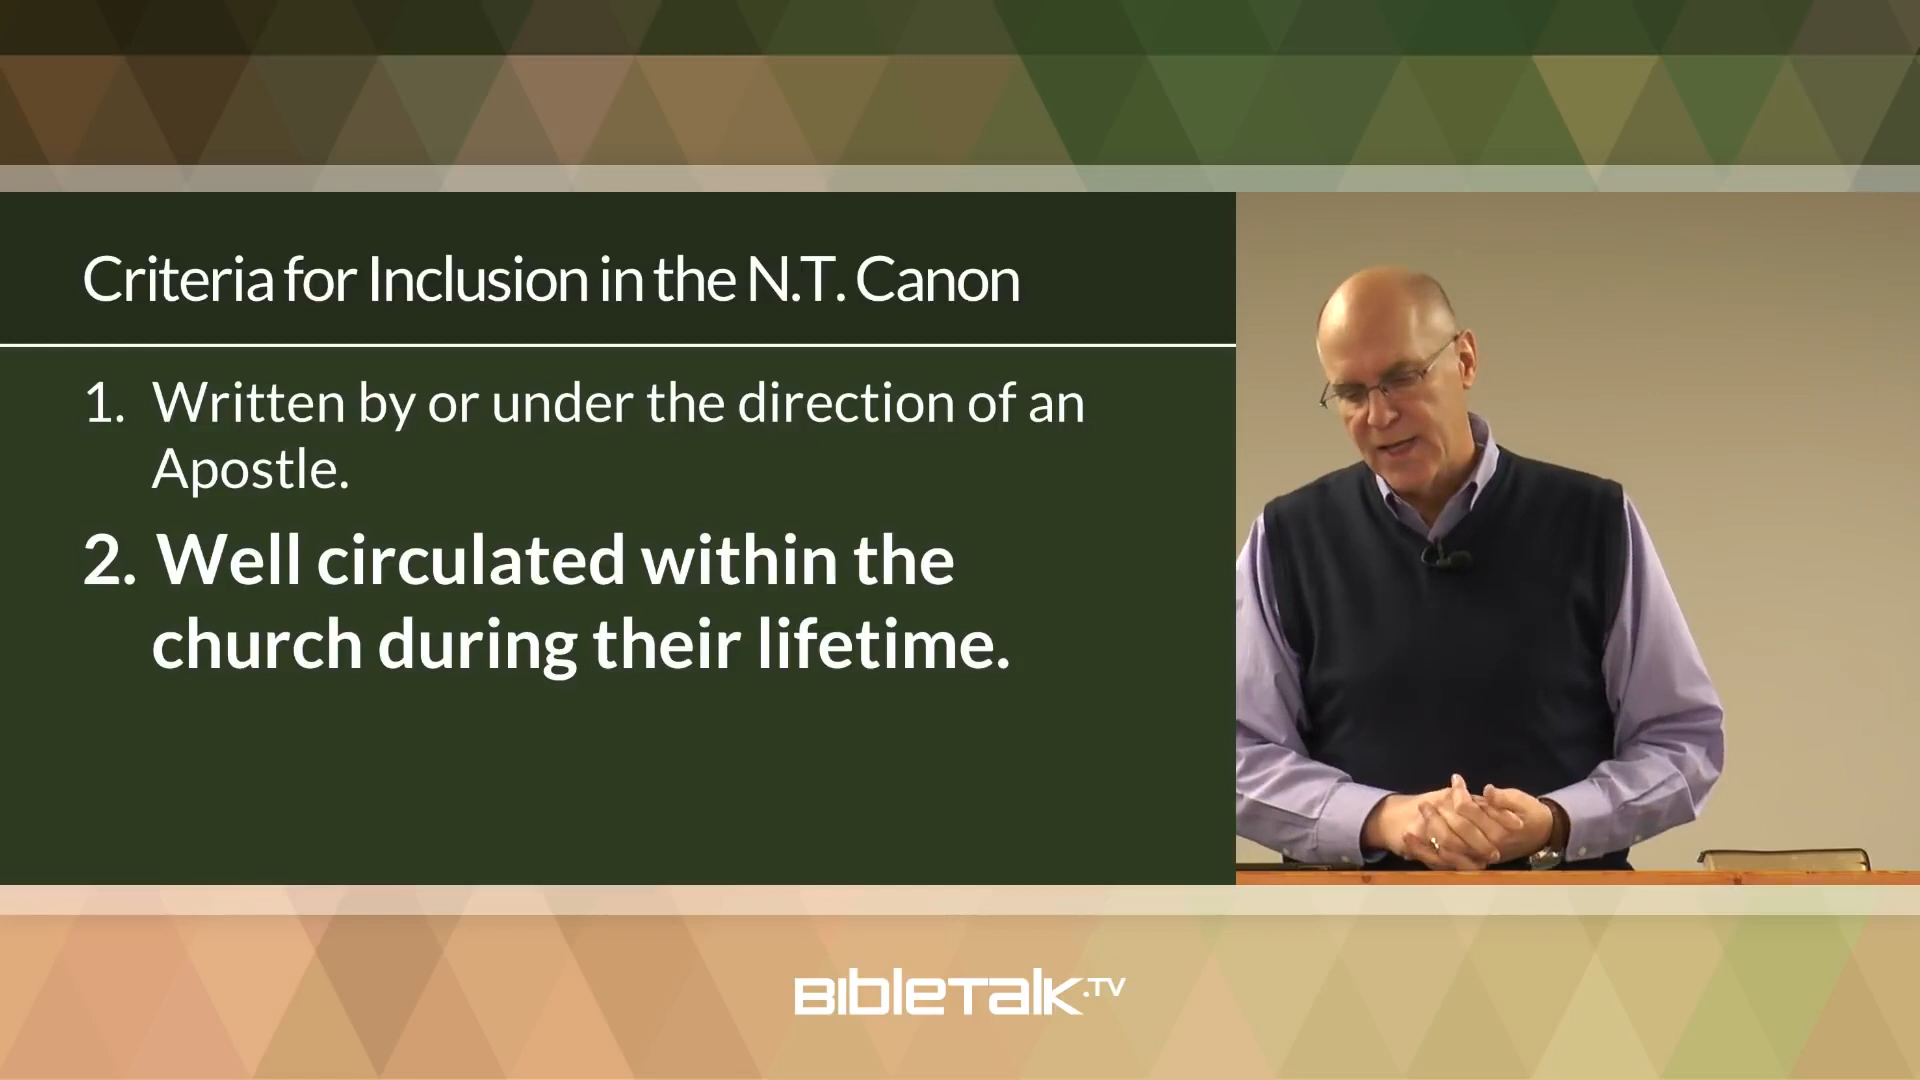 Criteria for Inclusion in the N.T. Canon
1. Written by or under the direction of an
Apostle.
2. Well circulated within the
church during their lifetime.
BibleTalk.TV